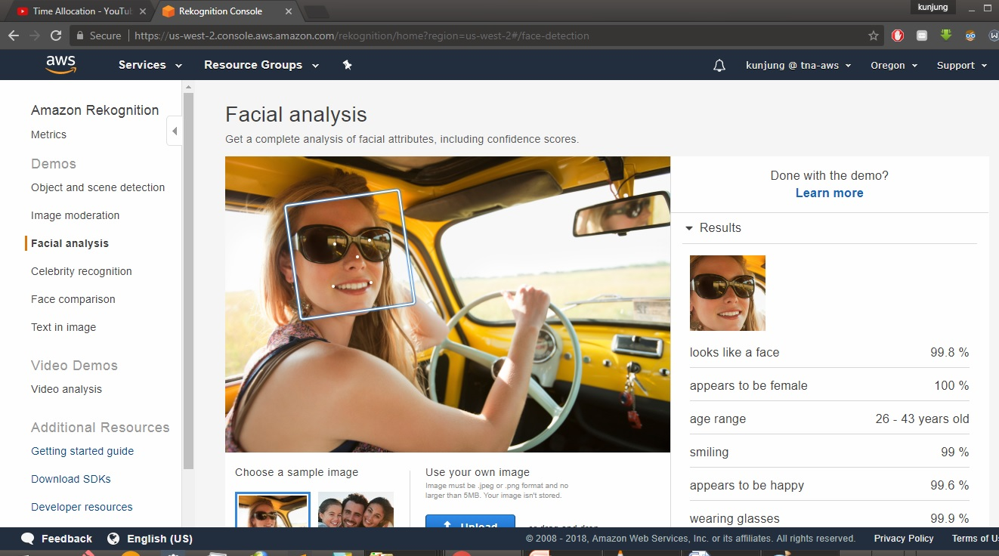 kunjung
Time Allocation - YouTu
Rekognition Console
Secure
https://us-west-2.console.aws.amazon.com/rekognition/home?region=us-west-2#/face-detection
aws
Services
Resource Groups
kunjung @ tna-aws
Oregon
Support
Amazon Rekognition
Metrics
Demos
Object and scene detection
Image moderation
Facial analysis
Celebrity recognition
Face comparison
Text in image
Video Demos
Video analysis
Additional Resources
Getting started guide
Download SDKs
Developer resources
Facial analysis
Get a complete analysis of facial attributes, including confidence scores.
Choose a sample image
Use your own image
Image must be .jpeg or .png format and no
larger than 5MB. Your image isn't stored.
Upload
or drag and drop
Done with the demo?
Learn more
Results
looks like a face 99.8 %
appears to be female 100 %
age range 26 - 43 years old
smiling 99 %
appears to be happy 99.6 %
wearing glasses 99.9 %
Feedback
English (US)
© 2008 - 2018, Amazon Web Services, Inc. or its affiliates. All rights reserved.
Privacy Policy
Terms of U